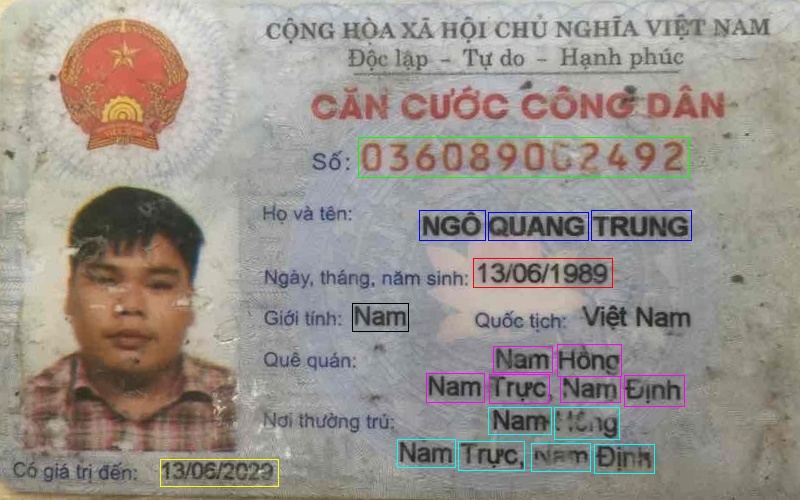 CỘNG HÒA XÃ HỘI CHỦ NGHĨA VIỆT NAM
Độc lập - Tự do - Hạnh phúc
CĂN CƯỚC CÔNG DÂN
Số: 036089002492
Họ và tên: NGÔ QUANG TRUNG
Ngày, tháng, năm sinh: 13/06/1989
Giới tính: Nam Quốc tịch: Việt Nam
Quê quán: Nam Hồng
Nam Trực, Nam Định
Nơi thường trú: Nam Hồng
Nam Trực, Nam Định
Có giá trị đến: 13/06/2029